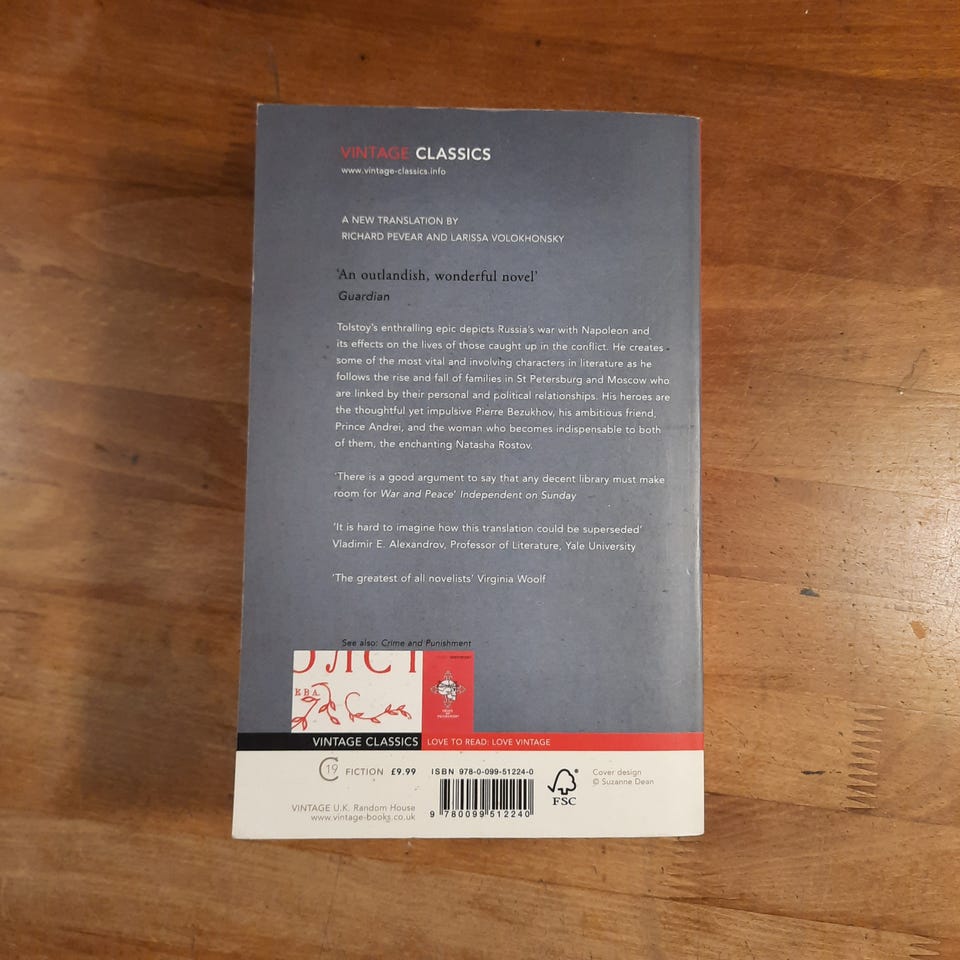 VINTAGE CLASSICS
www.vintage-classics.info
A NEW TRANSLATION BY
RICHARD PEVEAR AND LARISSA VOLOKHONSKY
'An outlandish, wonderful novel'
Guardian
Tolstoy's enthralling epic depicts Russia's war with Napoleon and
its effects on the lives of those caught up in the conflict. He creates
some of the most vital and involving characters in literature as he
follows the rise and fall of families in St Petersburg and Moscow who
are linked by their personal and political relationships. His heroes are
the thoughtful yet impulsive Pierre Bezukhov, his ambitious friend,
Prince Andrei, and the woman who becomes indispensable to both
of them, the enchanting Natasha Rostov.
'There is a good argument to say that any decent library must make
room for War and Peace' Independent on Sunday
'It is hard to imagine how this translation could be superseded'
Vladimir E. Alexandrov, Professor of Literature, Yale University
'The greatest of all novelists' Virginia Woolf
See also: Crime and Punishment
ОЛСТ
КВА.
VINTAGE CLASSICS LOVE TO READ: LOVE VINTAGE
C19 FICTION £9.99 ISBN 978-0-099-51224-0
Cover design
© Suzanne Dean
FSC
VINTAGE U.K. Random House
www.vintage-books.co.uk
9 780099 512240